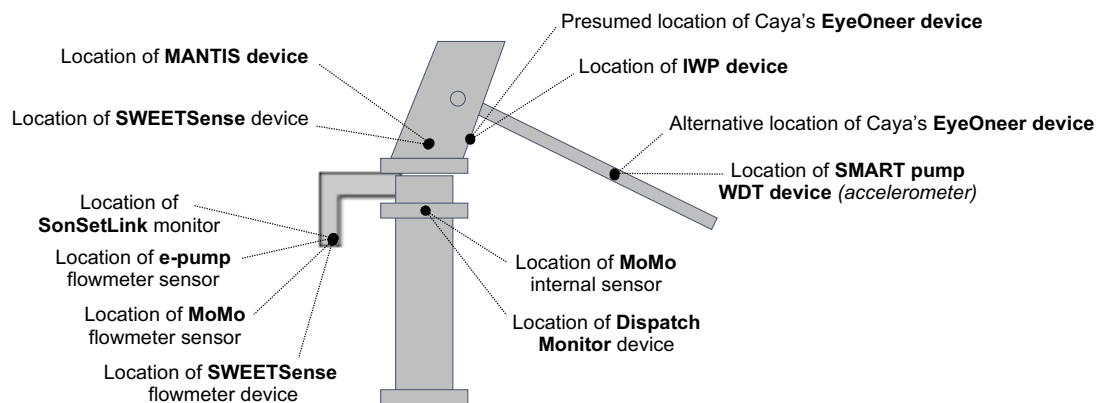 Presumed location of Caya's EyeOneer device
Location of MANTIS device
Location of IWP device
Location of SWEETSense device
Alternative location of Caya's EyeOneer device
Location of SMART pump
WDT device (accelerometer)
Location of
SonSetLink monitor
Location of e-pump
flowmeter sensor
Location of MoMo
internal sensor
Location of MoMo
flowmeter sensor
Location of Dispatch
Monitor device
Location of SWEETSense
flowmeter device